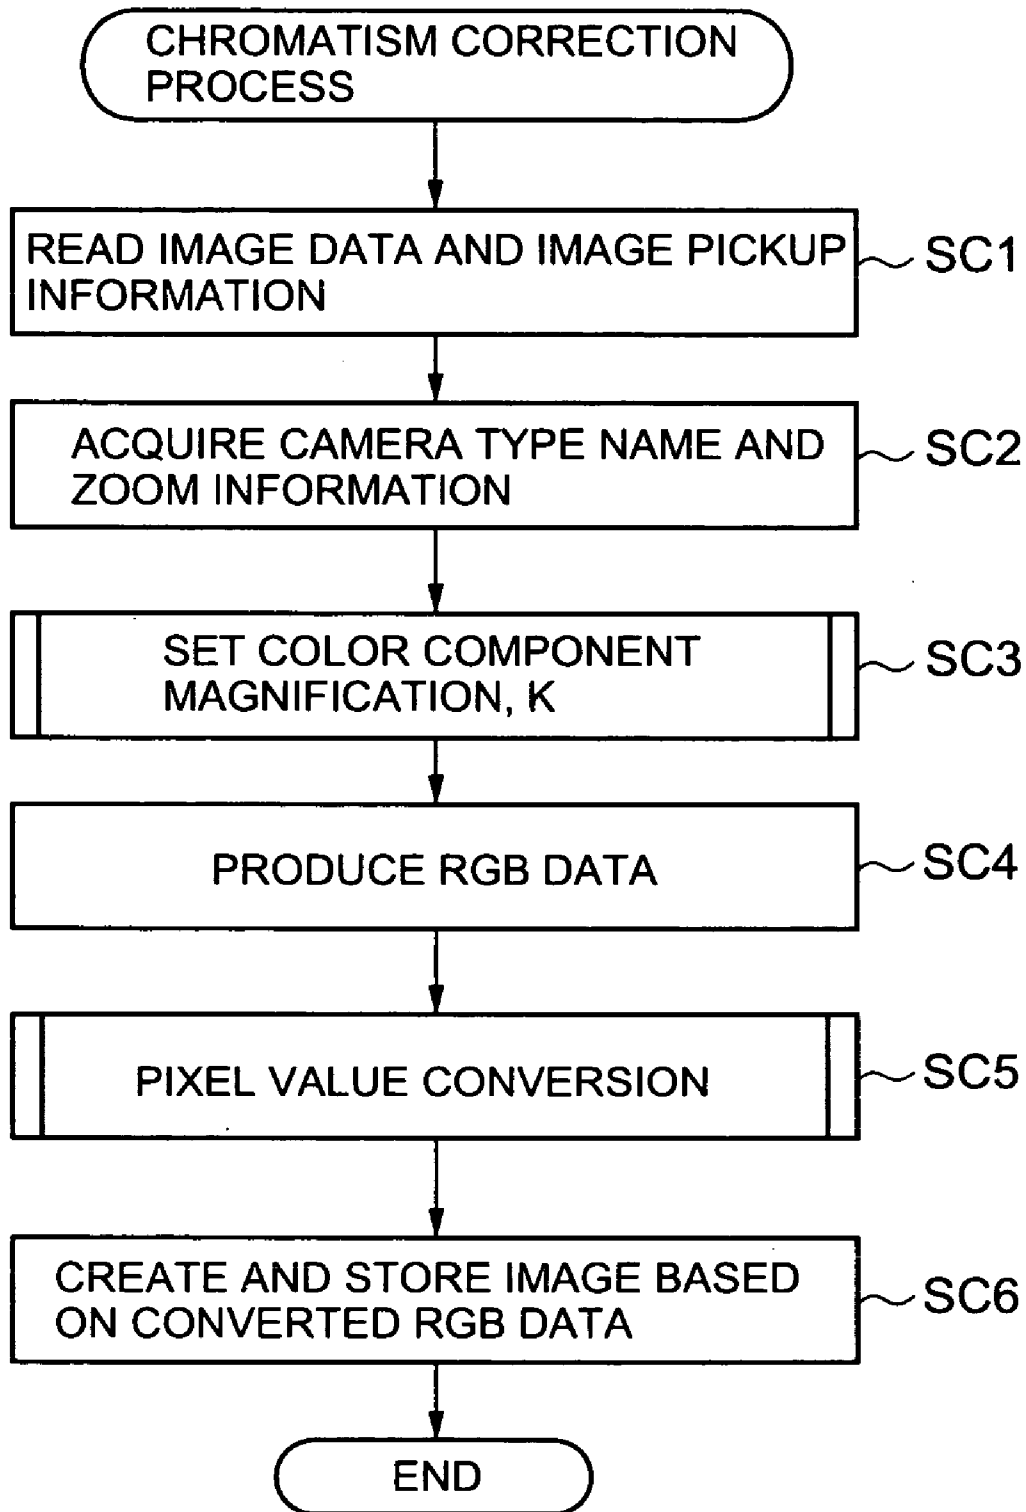 CHROMATISM CORRECTION
PROCESS
READ IMAGE DATA AND IMAGE PICKUP
INFORMATION
SC1
ACQUIRE CAMERA TYPE NAME AND
ZOOM INFORMATION
SC2
SET COLOR COMPONENT
MAGNIFICATION, K
SC3
PRODUCE RGB DATA
SC4
PIXEL VALUE CONVERSION
SC5
CREATE AND STORE IMAGE BASED
ON CONVERTED RGB DATA
SC6
END